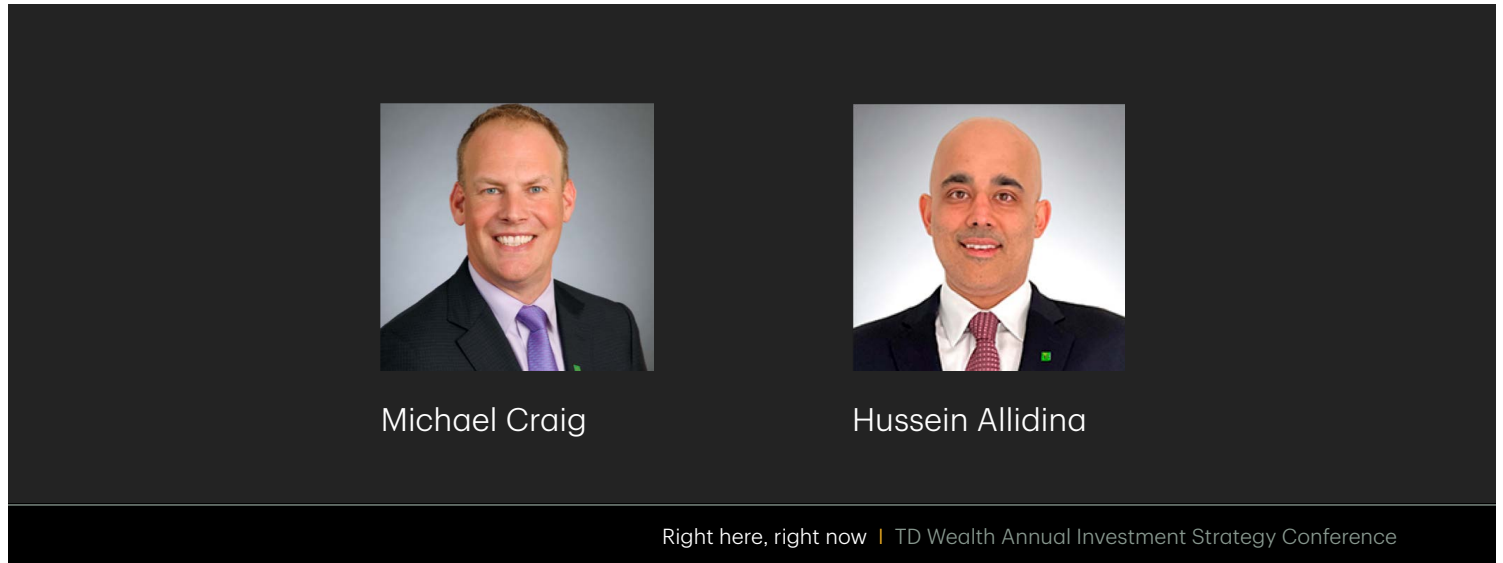 Michael Craig
Hussein Allidina
Right here, right now | TD Wealth Annual Investment Strategy Conference